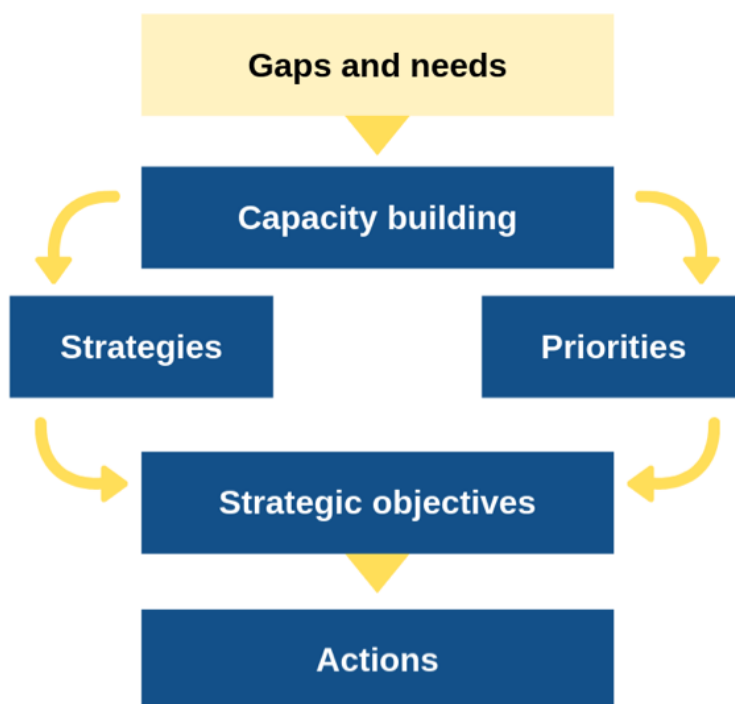 Gaps and needs
Capacity building
Strategies
Priorities
Strategic objectives
Actions